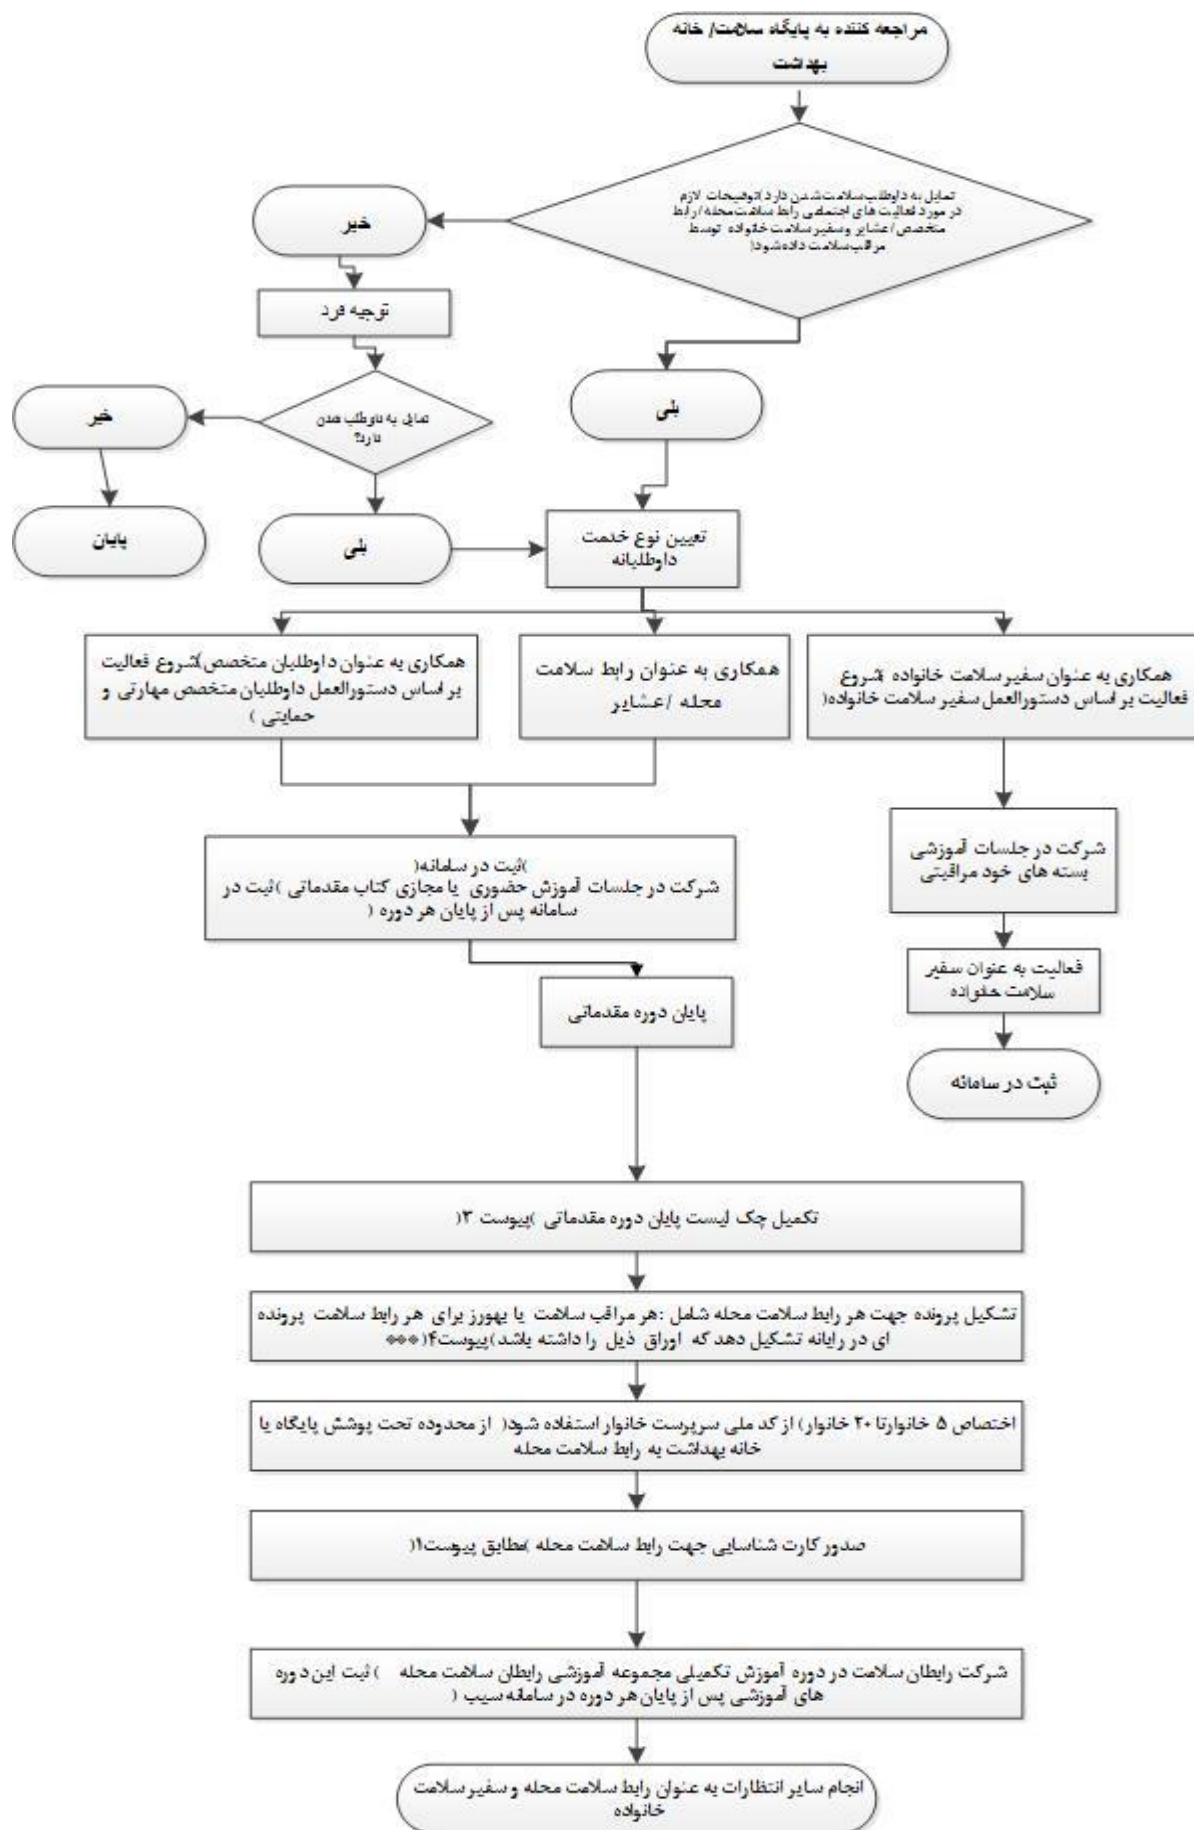 مراجعه کننده به پایگاه سلامت/ خانه
بهداشت
تمایل به داوطلب سلامت شدن دارد)توضیحات لازم
در مورد فعالیت های اجتماعی رابط سلامت محله/ رابط
متخصص/ عشایر و سفیر سلامت خانواده توسط
مراقب سلامت داده شود(
خیر
توجیه فرد
بلی
تمایل به داوطلب شدن
دارد؟
خیر
پایان
بلی
تعیین نوع خدمت
داوطلبانه
همکاری به عنوان سفیر سلامت خانواده )شروع
فعالیت بر اساس دستورالعمل سفیر سلامت خانواده(
همکاری به عنوان رابط سلامت
محله /عشایر
همکاری به عنوان داوطلبان متخصص)شروع فعالیت
بر اساس دستورالعمل داوطلبان متخصص مهارتی و
حمایتی )
شرکت در جلسات آموزشی
بسته های خود مراقبتی
)ثبت در سامانه(
شرکت در جلسات آموزش حضوری یا مجازی کتاب مقدماتی )ثبت در
سامانه پس از پایان هر دوره (
فعالیت به عنوان سفیر
سلامت خانواده
پایان دوره مقدماتی
ثبت در سامانه
تکمیل چک لیست پایان دوره مقدماتی )پیوست ۳(
تشکیل پرونده جهت هر رابط سلامت محله شامل :هر مراقب سلامت یا بهورز برای هر رابط سلامت پرونده
ای در رایانه تشکیل دهد که اوراق ذیل را داشته باشد)پیوست۴(***
اختصاص ۵ خانوارتا ۲۰ خانوار) از کد ملی سرپرست خانوار استفاده شود( از محدوده تحت پوشش پایگاه یا
خانه بهداشت به رابط سلامت محله
صدور کارت شناسایی جهت رابط سلامت محله )مطابق پیوست۱(
شرکت رابطان سلامت در دوره آموزش تکمیلی مجموعه آموزشی رابطان سلامت محله )ثبت این دوره
های آموزشی پس از پایان هر دوره در سامانه سیب (
انجام سایر انتظارات به عنوان رابط سلامت محله و سفیر سلامت
خانواده